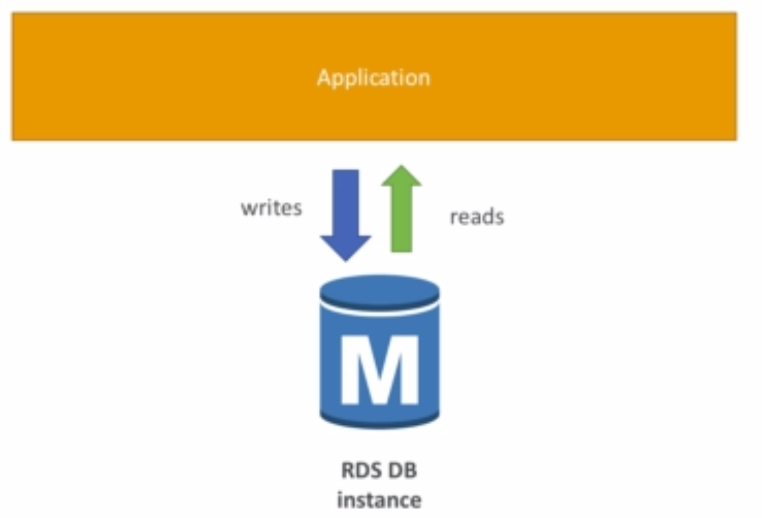 Application
writes
reads
M
RDS DB
instance